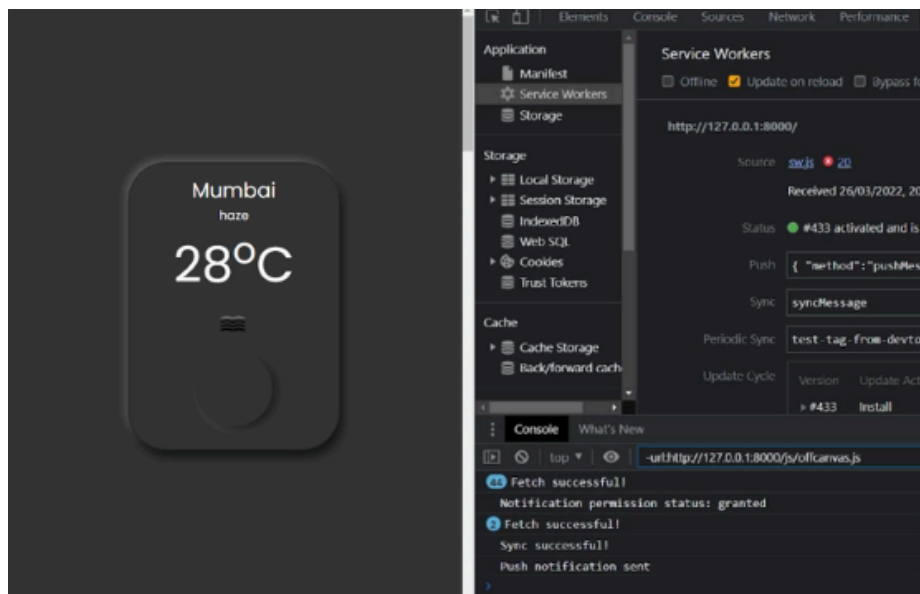 Mumbai
haze
28°C
Elements Console Sources Network Performance
Application
Manifest
Service Workers
Storage
Storage
Local Storage
Session Storage
IndexedDB
Web SQL
Cookies
Trust Tokens
Cache
Cache Storage
Back/forward cach
Service Workers
Offline Update on reload Bypass fo
http://127.0.0.1:8000/
Source sw.js 20
Received 26/03/2022, 20
Status #433 activated and is
Push { "method":"pushMes
Sync syncMessage
Periodic Sync test-tag-from-devto
Update Cycle Version Update Act
#433 Install
Console What's New
top -url:http://127.0.0.1:8000/js/offcanvas.js
44 Fetch successful!
Notification permission status: granted
2 Fetch successful!
Sync successful!
Push notification sent